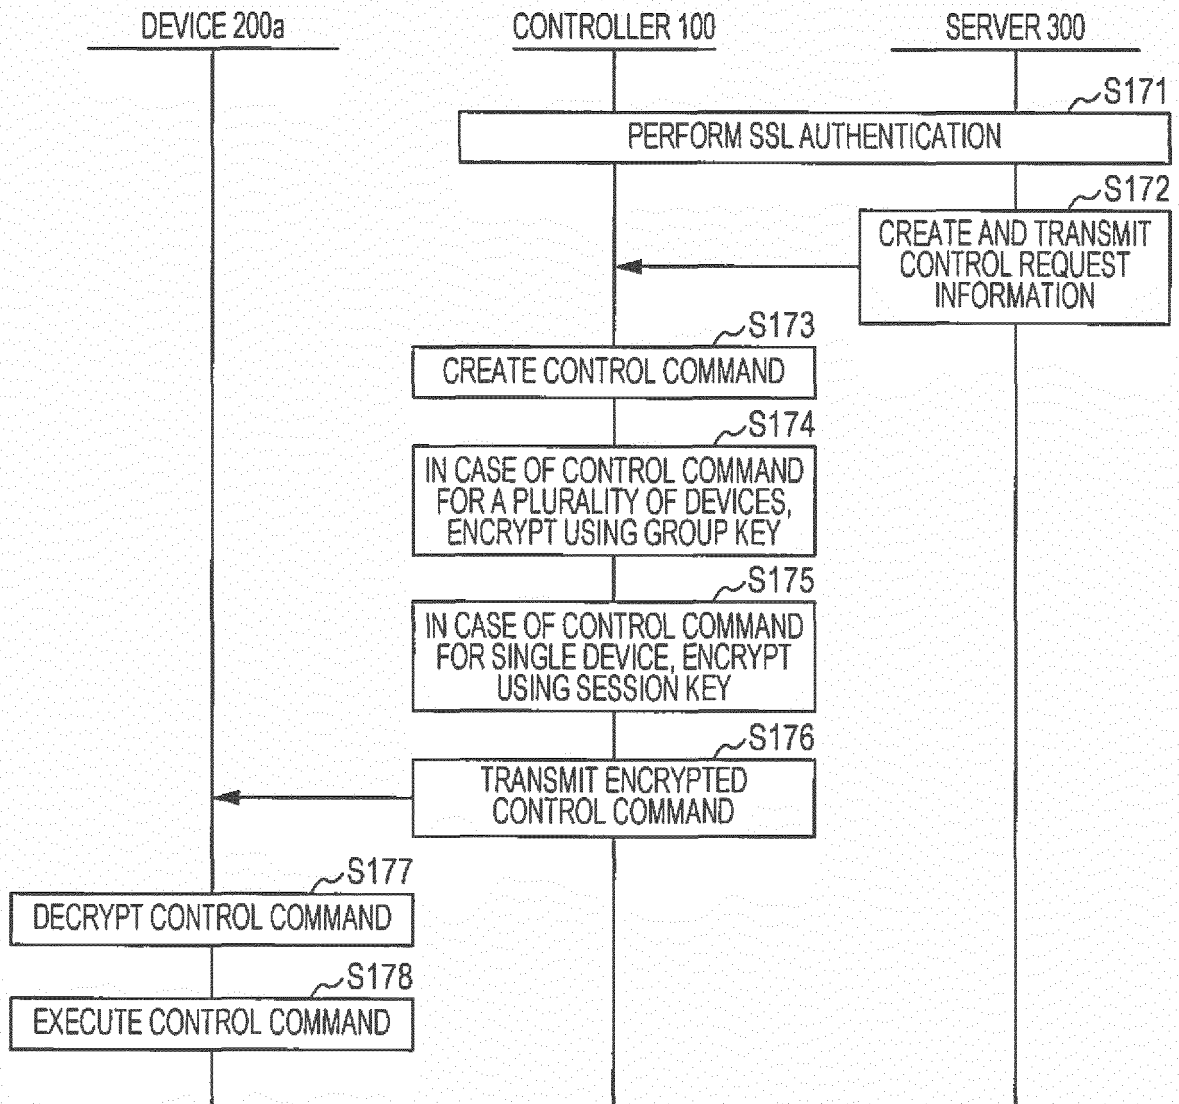 DEVICE 200a
CONTROLLER 100
SERVER 300
S171
PERFORM SSL AUTHENTICATION
S172
CREATE AND TRANSMIT
CONTROL REQUEST
INFORMATION
S173
CREATE CONTROL COMMAND
S174
IN CASE OF CONTROL COMMAND
FOR A PLURALITY OF DEVICES,
ENCRYPT USING GROUP KEY
S175
IN CASE OF CONTROL COMMAND
FOR SINGLE DEVICE, ENCRYPT
USING SESSION KEY
S176
TRANSMIT ENCRYPTED
CONTROL COMMAND
S177
DECRYPT CONTROL COMMAND
S178
EXECUTE CONTROL COMMAND